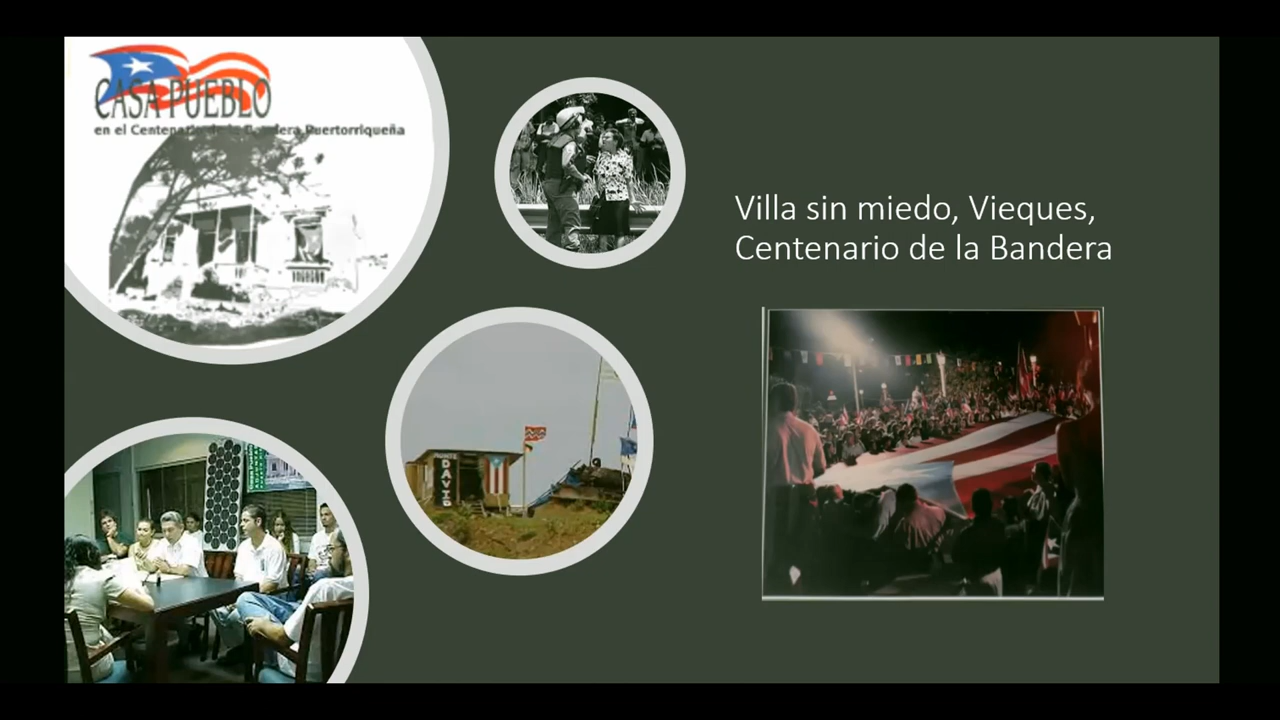 CASA PUEBLO
en el Centenario de la Bandera Puertorriqueña
Villa sin miedo, Vieques,
Centenario de la Bandera
DAVID